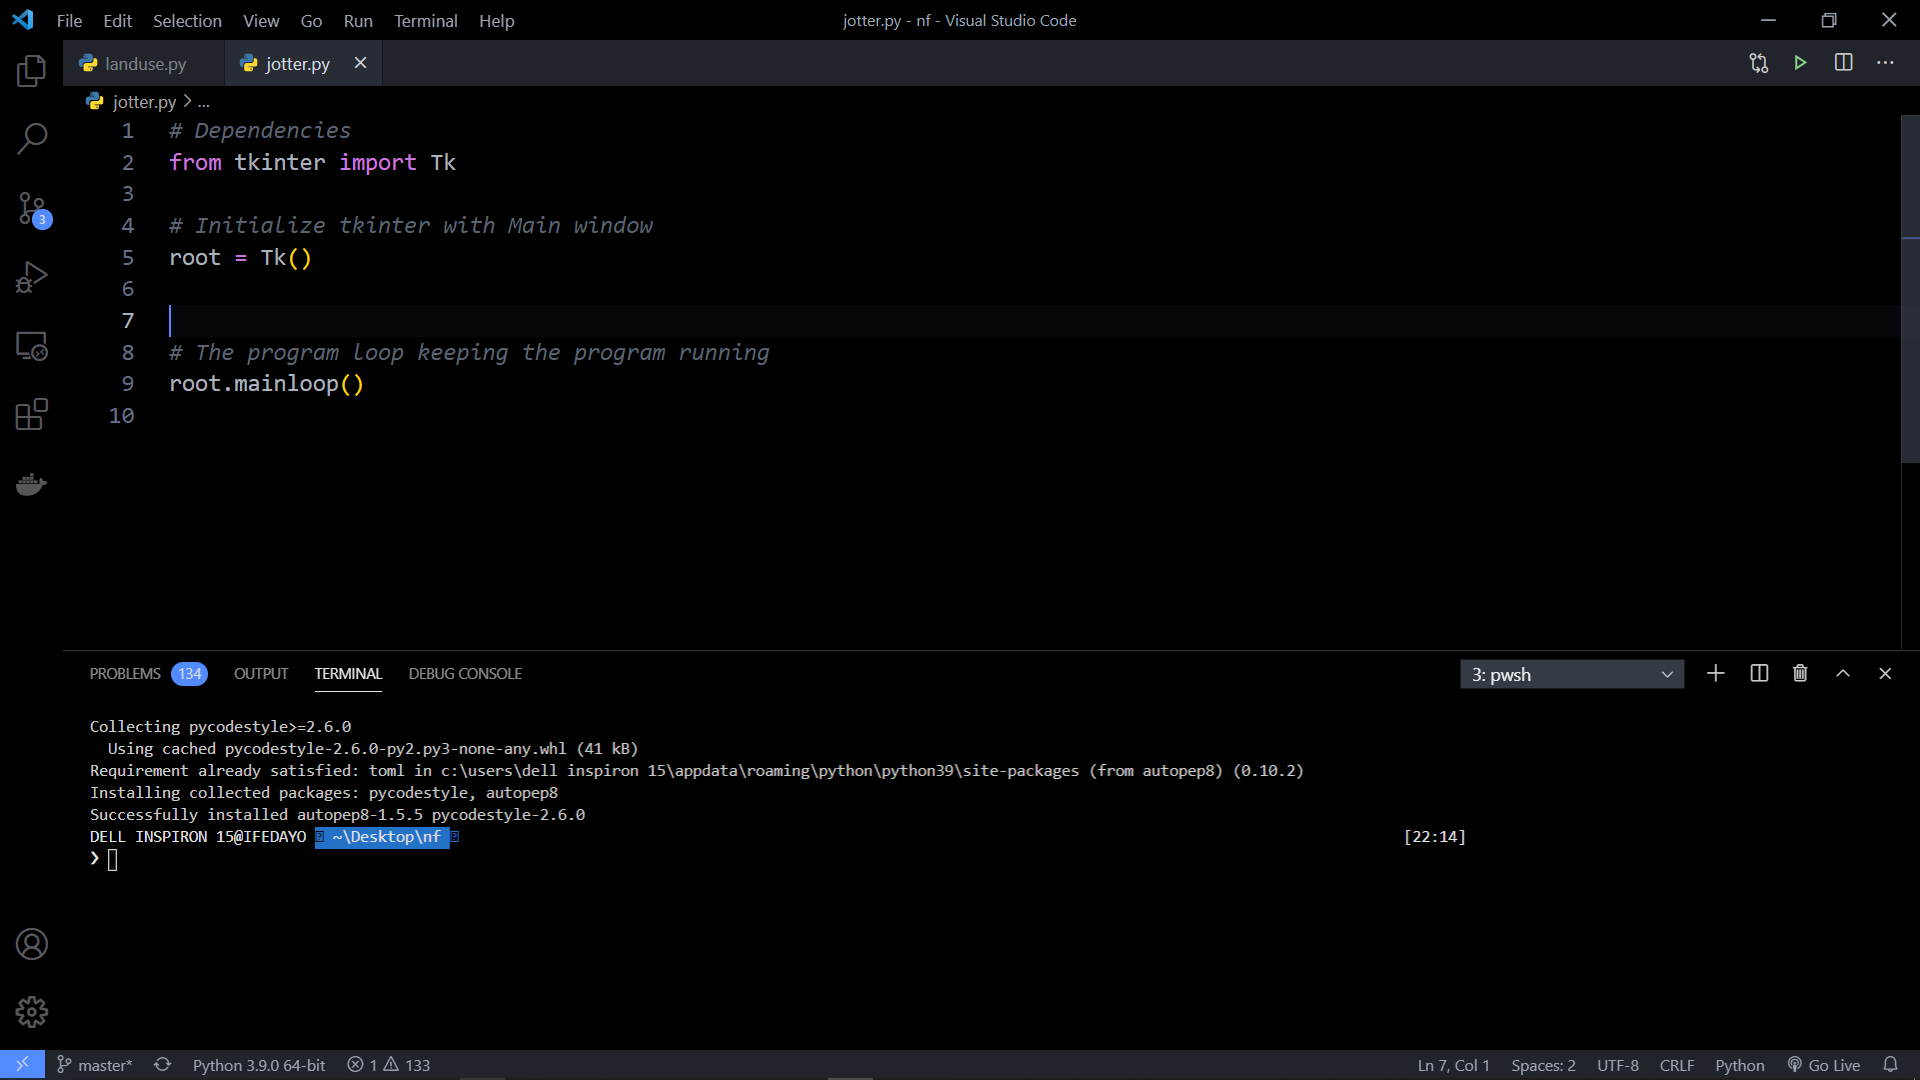 File Edit Selection View Go Run Terminal Help jotter.py - nf - Visual Studio Code
landuse.py jotter.py
jotter.py > ...
1 # Dependencies
2 from tkinter import Tk
3
4 # Initialize tkinter with Main window
5 root = Tk()
6
7
8 # The program loop keeping the program running
9 root.mainloop()
10
3
PROBLEMS 134 OUTPUT TERMINAL DEBUG CONSOLE 3: pwsh
Collecting pycodestyle>=2.6.0
  Using cached pycodestyle-2.6.0-py2.py3-none-any.whl (41 kB)
Requirement already satisfied: toml in c:\users\dell inspiron 15\appdata\roaming\python\python39\site-packages (from autopep8) (0.10.2)
Installing collected packages: pycodestyle, autopep8
Successfully installed autopep8-1.5.5 pycodestyle-2.6.0
DELL INSPIRON 15@IFEDAYO ~\Desktop\nf [22:14]
❯
master* Python 3.9.0 64-bit 1 133 Ln 7, Col 1 Spaces: 2 UTF-8 CRLF Python Go Live